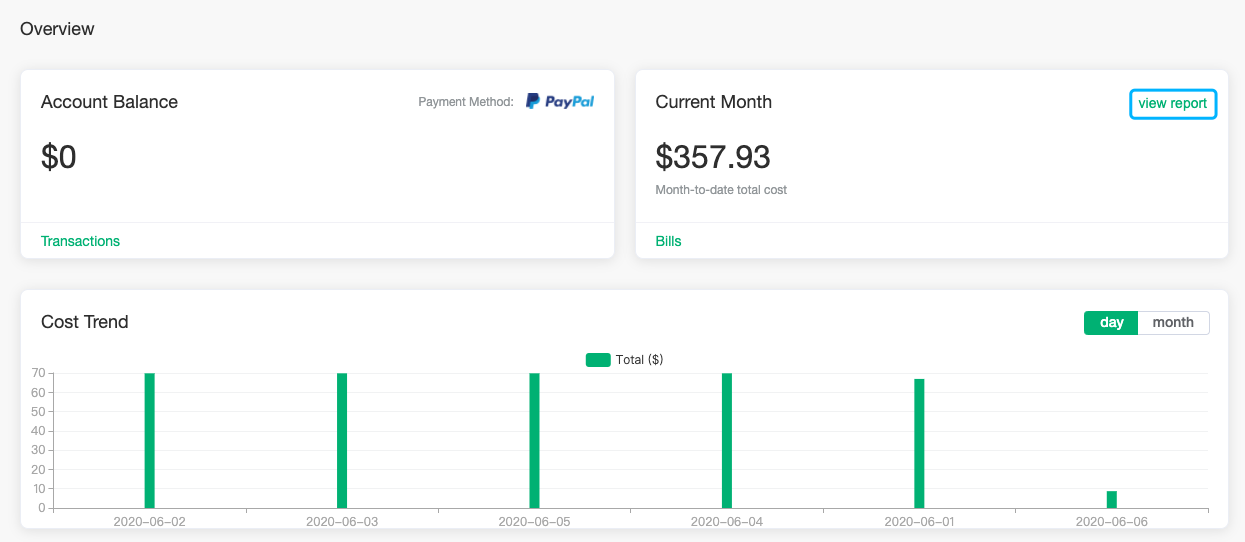 Overview
Account Balance
Payment Method: PayPal
$0
Transactions
Current Month
view report
$357.93
Month-to-date total cost
Bills
Cost Trend
day month
Total ($)
70
60
50
40
30
20
10
0
2020-06-02 2020-06-03 2020-06-05 2020-06-04 2020-06-01 2020-06-06